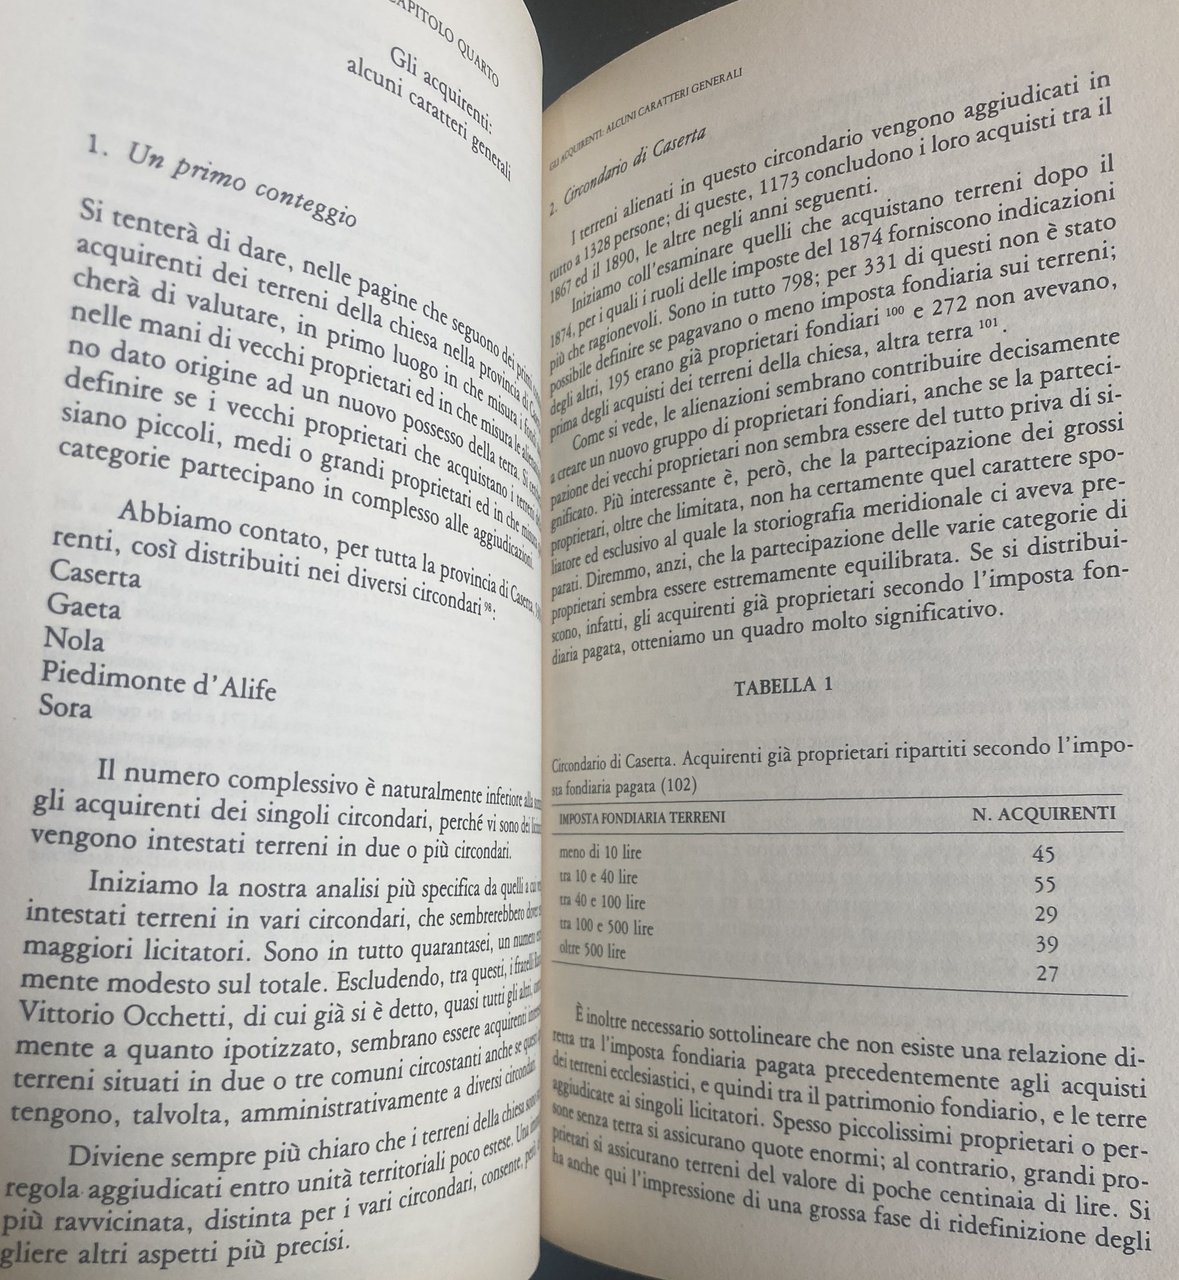 CAPITOLO QUARTO
Gli acquirenti:
alcuni caratteri generali
1. Un primo conteggio
Si tenterà di dare, nelle pagine che seguono dei primi
acquirenti dei terreni della chiesa nella provincia di
cherà di valutare, in primo luogo in che misura i
nelle mani di vecchi proprietari ed in che misura le
no dato origine ad un nuovo possesso della terra. Si
definire se i vecchi proprietari che acquistano i terreni
siano piccoli, medi o grandi proprietari ed in che misura
categorie partecipano in complesso alle aggiudicazioni.
Abbiamo contato, per tutta la provincia di Caserta,
renti, così distribuiti nei diversi circondari 98:
Caserta
Gaeta
Nola
Piedimonte d'Alife
Sora
Il numero complessivo è naturalmente inferiore alla
gli acquirenti dei singoli circondari, perché vi sono dei
vengono intestati terreni in due o più circondari.
Iniziamo la nostra analisi più specifica da quelli a cui
intestati terreni in vari circondari, che sembrerebbero
maggiori licitatori. Sono in tutto quarantasei, un numero
mente modesto sul totale. Escludendo, tra questi, i fratelli
Vittorio Occhetti, di cui già si è detto, quasi tutti gli altri,
mente a quanto ipotizzato, sembrano essere acquirenti
terreni situati in due o tre comuni circostanti anche se questi
tengono, talvolta, amministrativamente a diversi circondari.
Diviene sempre più chiaro che i terreni della chiesa sono
regola aggiudicati entro unità territoriali poco estese. Una
più ravvicinata, distinta per i vari circondari, consente, però
gliere altri aspetti più precisi.
GLI ACQUIRENTI: ALCUNI CARATTERI GENERALI
2. Circondario di Caserta
I terreni alienati in questo circondario vengono aggiudicati in
tutto a 1328 persone; di queste, 1173 concludono i loro acquisti tra il
1867 ed il 1890, le altre negli anni seguenti.
Iniziamo coll'esaminare quelli che acquistano terreni dopo il
1874, per i quali i ruoli delle imposte del 1874 forniscono indicazioni
più che ragionevoli. Sono in tutto 798; per 331 di questi non è stato
possibile definire se pagavano o meno imposta fondiaria sui terreni;
degli altri, 195 erano già proprietari fondiari 100 e 272 non avevano,
prima degli acquisti dei terreni della chiesa, altra terra 101.
Come si vede, le alienazioni sembrano contribuire decisamente
a creare un nuovo gruppo di proprietari fondiari, anche se la parteci-
pazione dei vecchi proprietari non sembra essere del tutto priva di si-
gnificato. Più interessante è, però, che la partecipazione dei grossi
proprietari, oltre che limitata, non ha certamente quel carattere spo-
liatore ed esclusivo al quale la storiografia meridionale ci aveva pre-
parati. Diremmo, anzi, che la partecipazione delle varie categorie di
proprietari sembra essere estremamente equilibrata. Se si distribui-
scono, infatti, gli acquirenti già proprietari secondo l'imposta fon-
diaria pagata, otteniamo un quadro molto significativo.
TABELLA 1
Circondario di Caserta. Acquirenti già proprietari ripartiti secondo l'impo-
sta fondiaria pagata (102)
IMPOSTA FONDIARIA TERRENI N. ACQUIRENTI
meno di 10 lire 45
tra 10 e 40 lire 55
tra 40 e 100 lire 29
tra 100 e 500 lire 39
oltre 500 lire 27
È inoltre necessario sottolineare che non esiste una relazione di-
retta tra l'imposta fondiaria pagata precedentemente agli acquisti
dei terreni ecclesiastici, e quindi tra il patrimonio fondiario, e le terre
aggiudicate ai singoli licitatori. Spesso piccolissimi proprietari o per-
sone senza terra si assicurano quote enormi; al contrario, grandi pro-
prietari si assicurano terreni del valore di poche centinaia di lire. Si
ha anche qui l'impressione di una grossa fase di ridefinizione degli